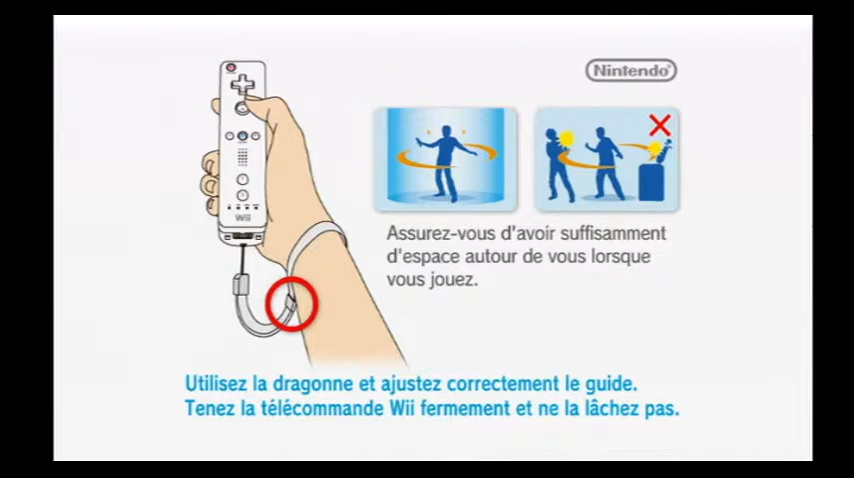 Nintendo
Assurez-vous d'avoir suffisamment
d'espace autour de vous lorsque
vous jouez.
Wii
Utilisez la dragonne et ajustez correctement le guide.
Tenez la télécommande Wii fermement et ne la lâchez pas.